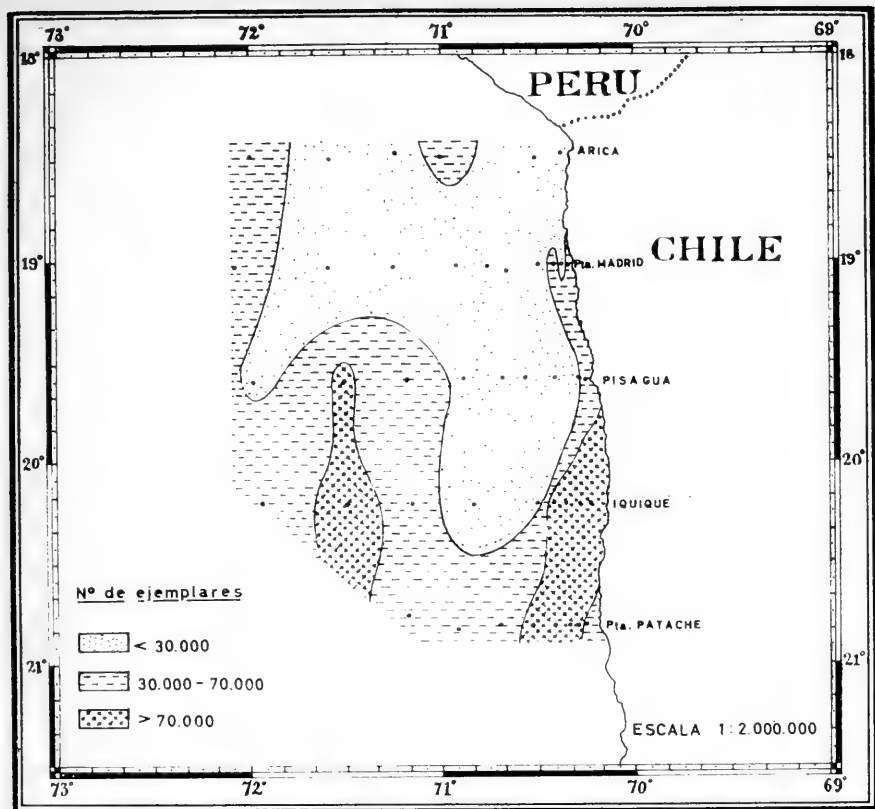 73° 72° 71° 70° 69°
18° 18
PERU
ARICA
CHILE
19° Pta. MADRID 19°
PISAGUA
20° 20°
IQUIQUE
Nº de ejemplares
< 30.000
Pta. PATACHE
30.000 - 70.000
21° 21°
> 70.000
ESCALA 1:2.000.000
73° 72° 71° 70° 69°